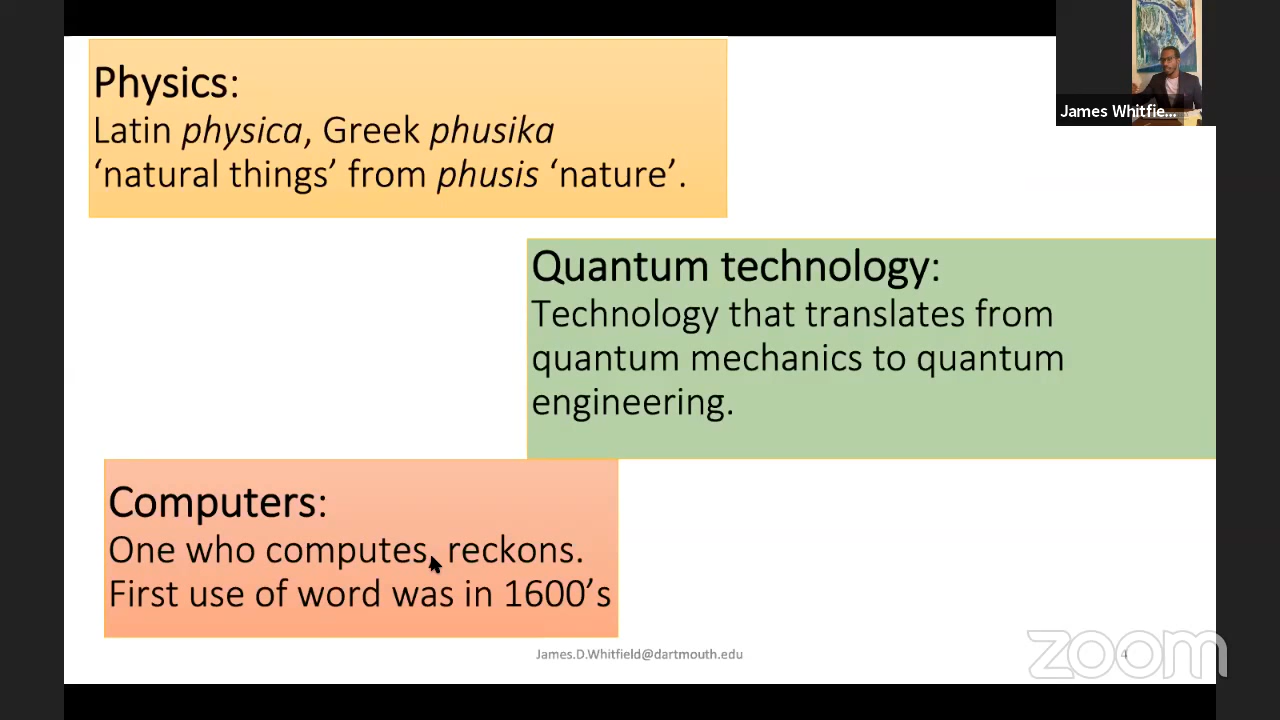 Physics:
Latin physica, Greek phusika
‘natural things’ from phusis ‘nature’.
James Whitfie...
Quantum technology:
Technology that translates from
quantum mechanics to quantum
engineering.
Computers:
One who computes, reckons.
First use of word was in 1600’s
James.D.Whitfield@dartmouth.edu
4
zoom